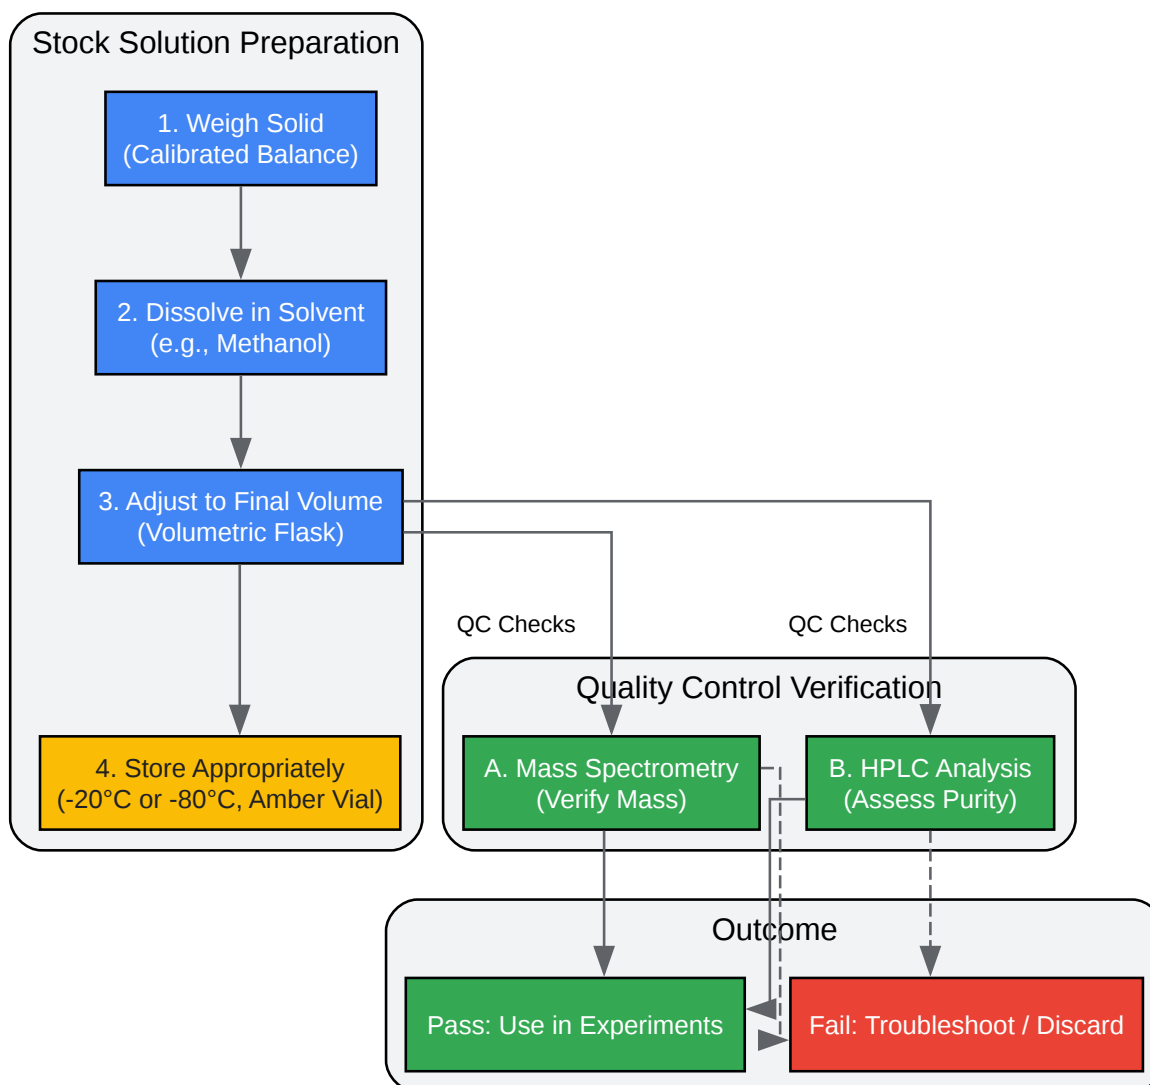 Stock Solution Preparation
1. Weigh Solid
(Calibrated Balance)
2. Dissolve in Solvent
(e.g., Methanol)
3. Adjust to Final Volume
(Volumetric Flask)
QC Checks
QC Checks
Quality Control Verification
4. Store Appropriately
(-20°C or -80°C, Amber Vial)
A. Mass Spectrometry
(Verify Mass)
B. HPLC Analysis
(Assess Purity)
Outcome
Pass: Use in Experiments
Fail: Troubleshoot / Discard